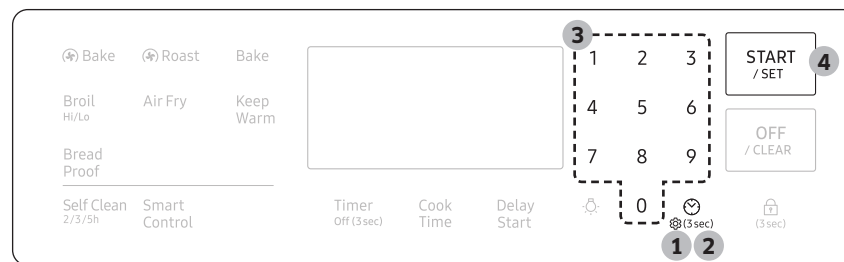 Bake Roast Bake
Broil Air Fry Keep
Hi/Lo Warm
Bread
Proof
Self Clean Smart
2/3/5h Control
Timer Cook Delay
Off (3 sec) Time Start
3
1 2 3
4 5 6
7 8 9
0
(3 sec)
1 2
START
/ SET
4
OFF
/ CLEAR
(3 sec)